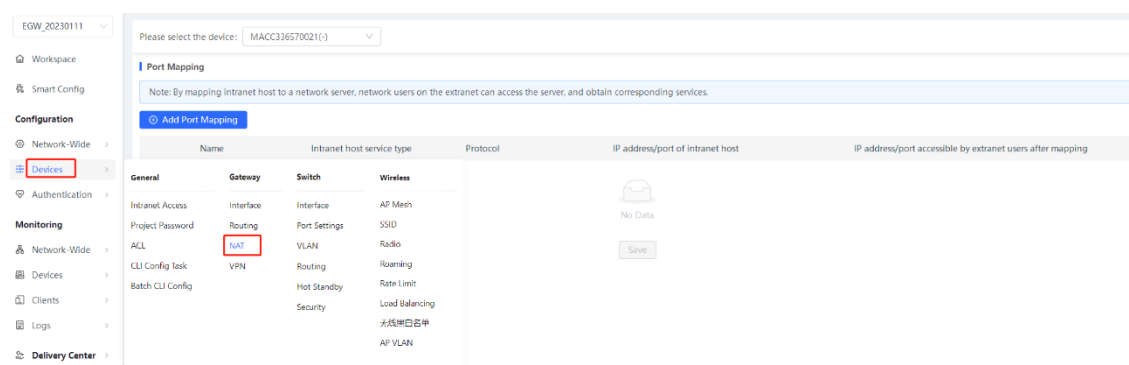 EGW_20230111
Please select the device: MACC336570021(-)
Workspace
Port Mapping
Smart Config
Note: By mapping intranet host to a network server, network users on the extranet can access the server, and obtain corresponding services.
Configuration
Add Port Mapping
Network-Wide
Name Intranet host service type Protocol IP address/port of intranet host IP address/port accessible by extranet users after mapping
Devices
General Gateway Switch Wireless
Authentication
Intranet Access Interface Interface AP Mesh
No Data
Monitoring
Project Password Routing Port Settings SSID
Network-Wide
ACL NAT VLAN Radio
Save
CLI Config Task VPN Routing Roaming
Devices
Batch CLI Config Hot Standby Rate Limit
Clients
Security Load Balancing
Logs
无线黑白名单
AP VLAN
Delivery Center